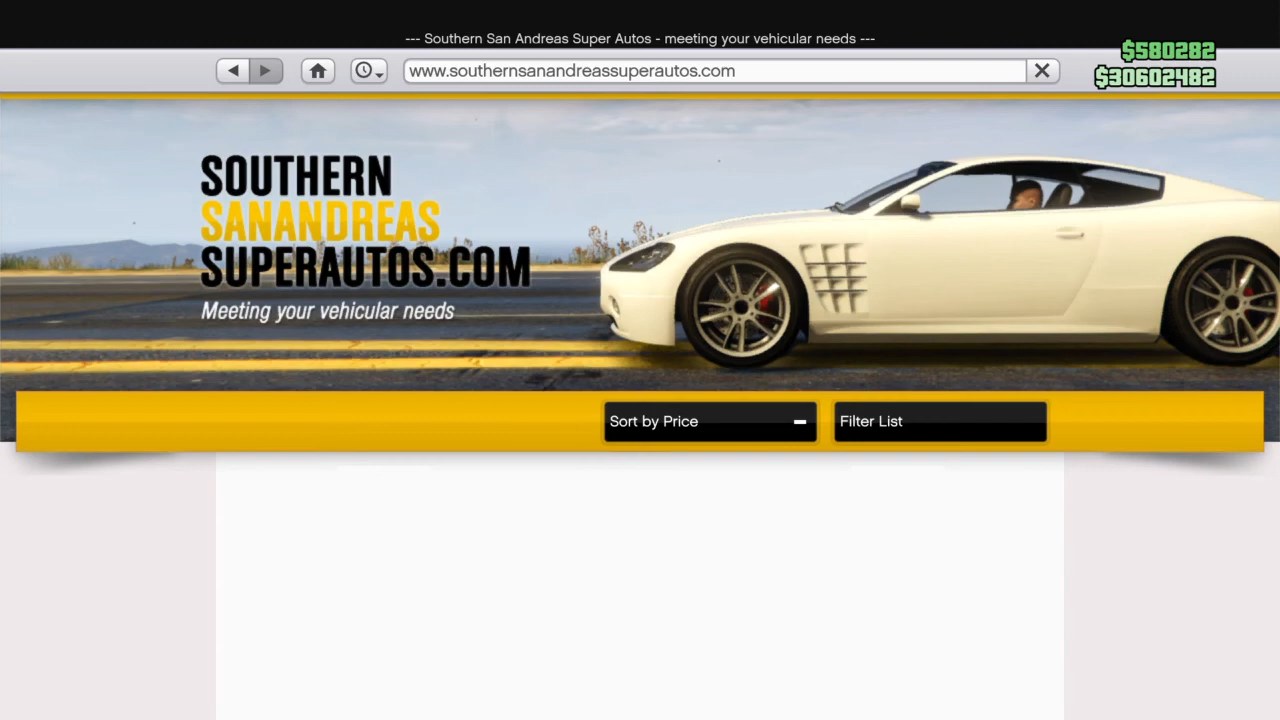 --- Southern San Andreas Super Autos - meeting your vehicular needs ---
$580282
www.southernsanandreassuperautos.com
$30602482
SOUTHERN
SANANDREAS
SUPERAUTOS.COM
Meeting your vehicular needs
Sort by Price
Filter List